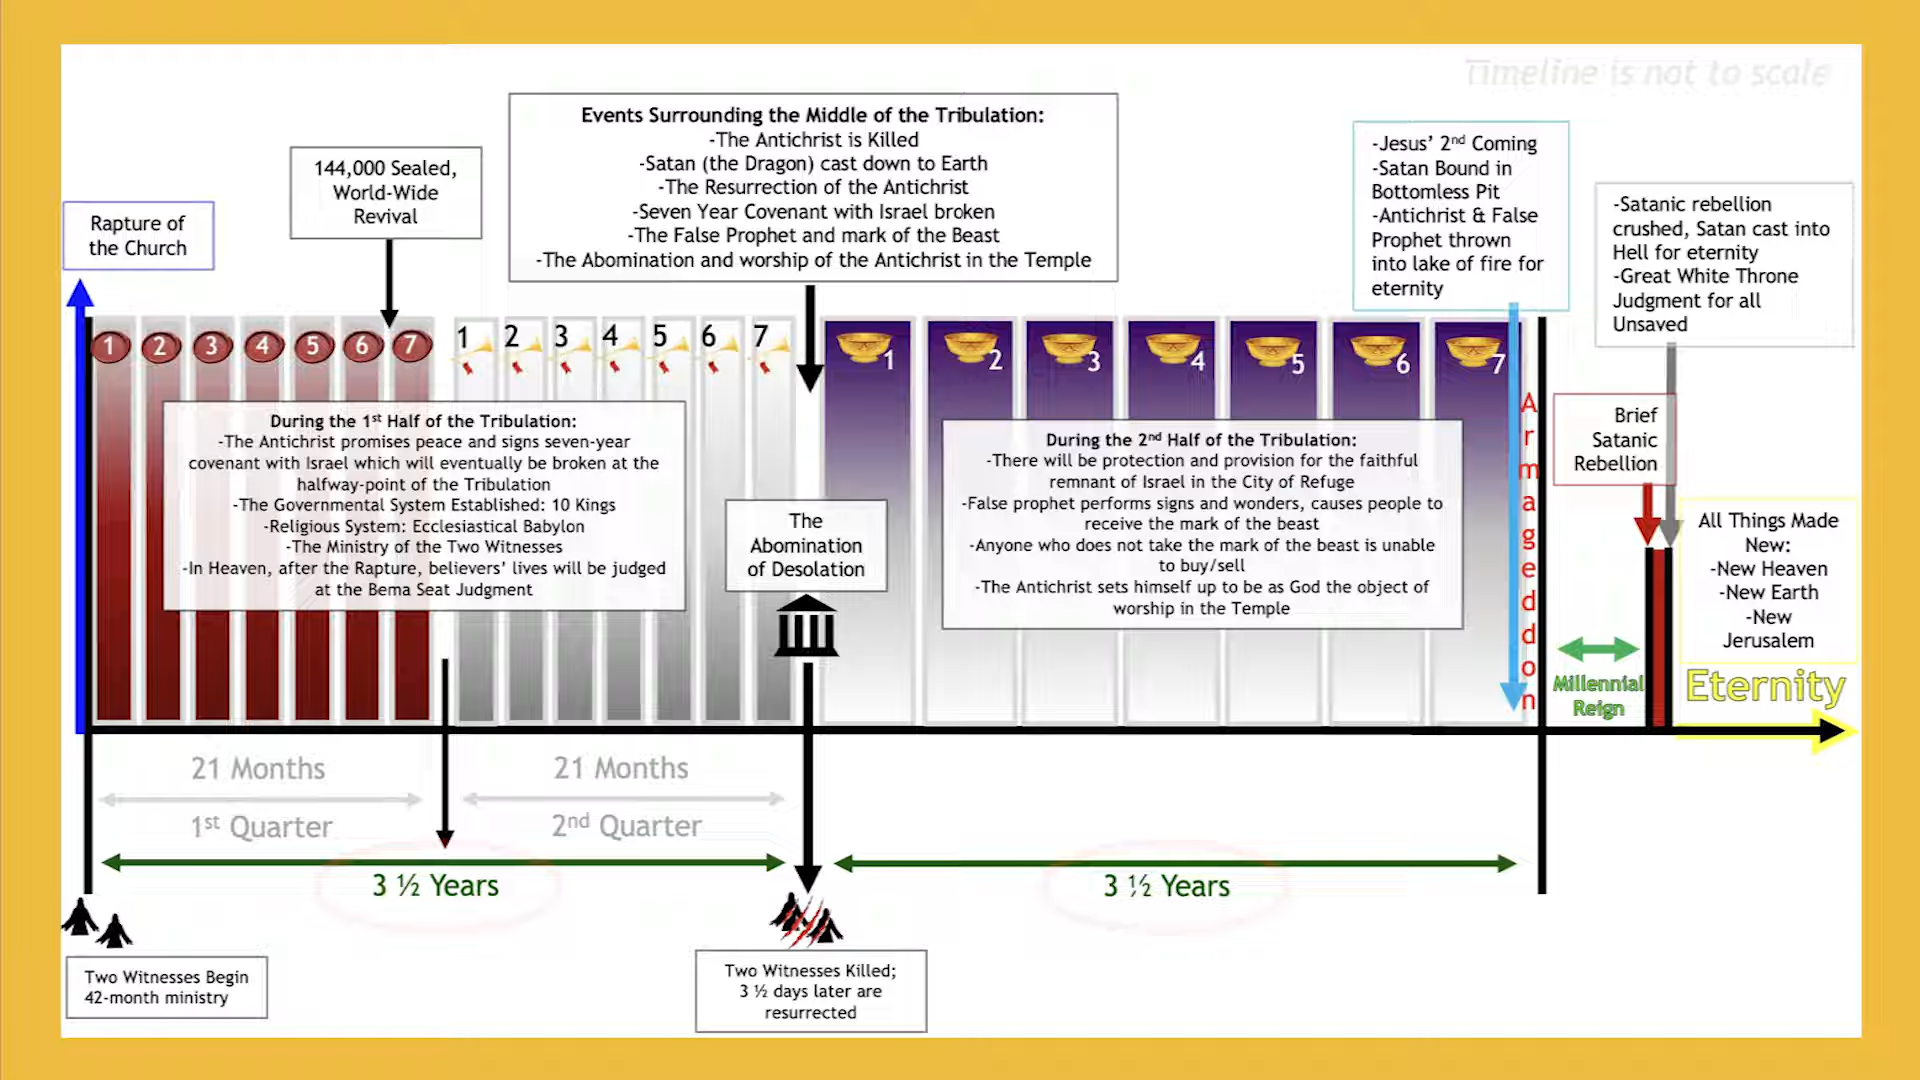 Timeline is not to scale
Events Surrounding the Middle of the Tribulation:
-The Antichrist is Killed
-Satan (the Dragon) cast down to Earth
-The Resurrection of the Antichrist
-Seven Year Covenant with Israel broken
-The False Prophet and mark of the Beast
-The Abomination and worship of the Antichrist in the Temple
144,000 Sealed,
World-Wide
Revival
Rapture of
the Church
-Jesus’ 2nd Coming
-Satan Bound in
Bottomless Pit
-Antichrist & False
Prophet thrown
into lake of fire for
eternity
-Satanic rebellion
crushed, Satan cast into
Hell for eternity
-Great White Throne
Judgment for all
Unsaved
1 2 3 4 5 6 7
1 2 3 4 5 6 7
1 2 3 4 5 6 7
During the 1st Half of the Tribulation:
-The Antichrist promises peace and signs seven-year
covenant with Israel which will eventually be broken at the
halfway-point of the Tribulation
-The Governmental System Established: 10 Kings
-Religious System: Ecclesiastical Babylon
-The Ministry of the Two Witnesses
-In Heaven, after the Rapture, believers’ lives will be judged
at the Bema Seat Judgment
The
Abomination
of Desolation
During the 2nd Half of the Tribulation:
-There will be protection and provision for the faithful
remnant of Israel in the City of Refuge
-False prophet performs signs and wonders, causes people to
receive the mark of the beast
-Anyone who does not take the mark of the beast is unable
to buy/sell
-The Antichrist sets himself up to be as God the object of
worship in the Temple
Armageddon
Brief
Satanic
Rebellion
All Things Made
New:
-New Heaven
-New Earth
-New
Jerusalem
Millennial
Reign
Eternity
21 Months
1st Quarter
21 Months
2nd Quarter
3 ½ Years
3 ½ Years
Two Witnesses Begin
42-month ministry
Two Witnesses Killed;
3 ½ days later are
resurrected